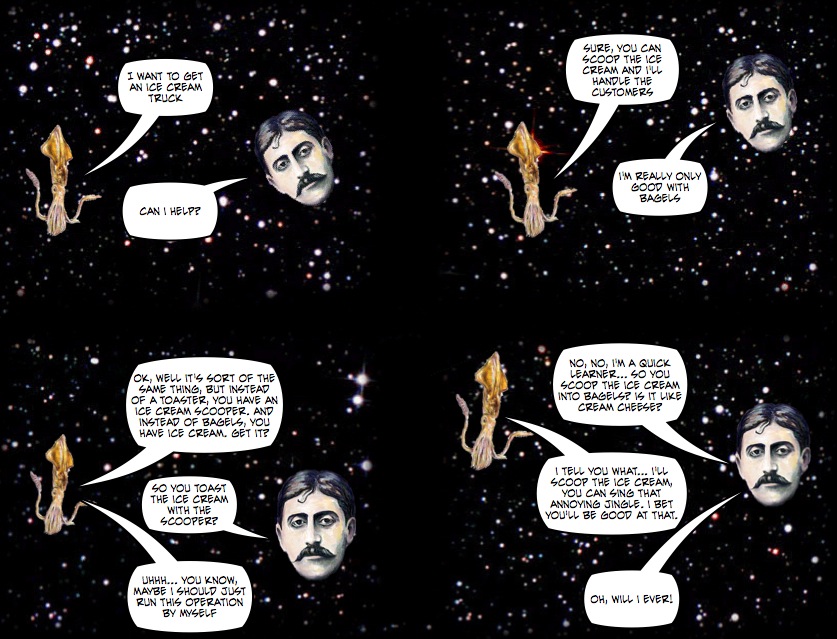 I WANT TO GET
AN ICE CREAM
TRUCK
CAN I HELP?
SURE, YOU CAN
SCOOP THE ICE
CREAM AND I'LL
HANDLE THE
CUSTOMERS
I'M REALLY ONLY
GOOD WITH
BAGELS
OK, WELL IT'S SORT OF THE
SAME THING, BUT INSTEAD
OF A TOASTER, YOU HAVE AN
ICE CREAM SCOOPER. AND
INSTEAD OF BAGELS, YOU
HAVE ICE CREAM. GET IT?
SO YOU TOAST
THE ICE CREAM
WITH THE
SCOOPER?
UHHH... YOU KNOW,
MAYBE I SHOULD JUST
RUN THIS OPERATION
BY MYSELF
NO, NO, I'M A QUICK
LEARNER... SO YOU
SCOOP THE ICE CREAM
INTO BAGELS? IS IT LIKE
CREAM CHEESE?
I TELL YOU WHAT... I'LL
SCOOP THE ICE CREAM,
YOU CAN SING THAT
ANNOYING JINGLE. I BET
YOU'LL BE GOOD AT THAT.
OH, WILL I EVER!